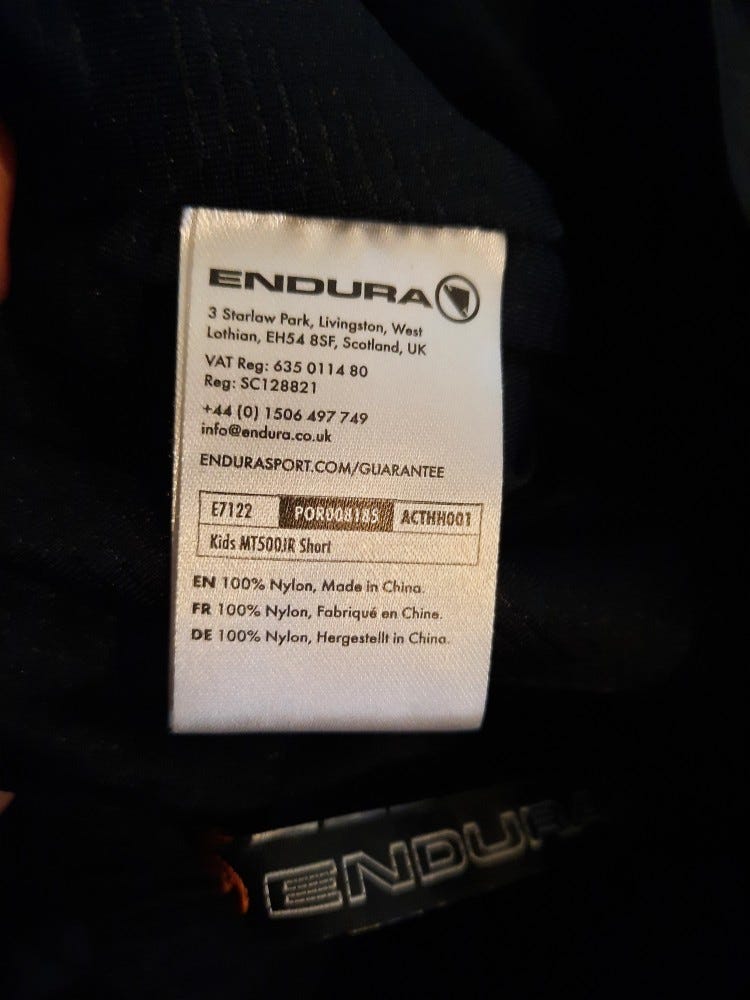 ENDURA
3 Starlaw Park, Livingston, West
Lothian, EH54 8SF, Scotland, UK
VAT Reg: 635 0114 80
Reg: SC128821
+44 (0) 1506 497 749
info@endura.co.uk
ENDURASPORT.COM/GUARANTEE
E7122 POR008185 ACTHH001
Kids MT500JR Short
EN 100% Nylon, Made in China.
FR 100% Nylon, Fabriqué en Chine.
DE 100% Nylon, Hergestellt in China.
ENDURA